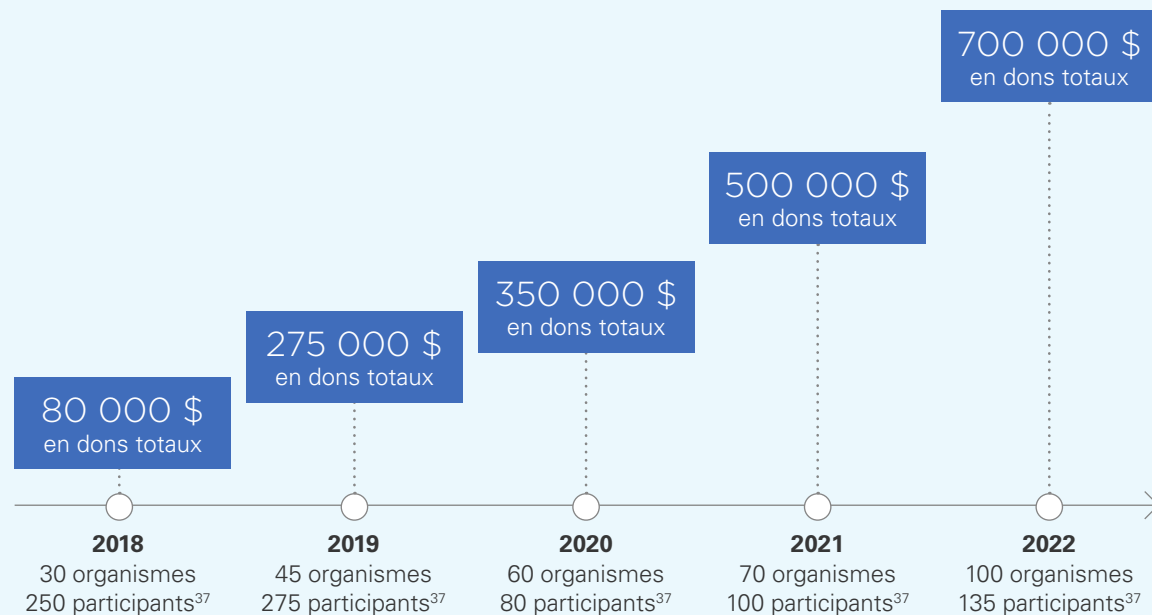 80 000 $
en dons totaux
2018
30 organismes
250 participants³⁷
275 000 $
en dons totaux
2019
45 organismes
275 participants³⁷
350 000 $
en dons totaux
2020
60 organismes
80 participants³⁷
500 000 $
en dons totaux
2021
70 organismes
100 participants³⁷
700 000 $
en dons totaux
2022
100 organismes
135 participants³⁷